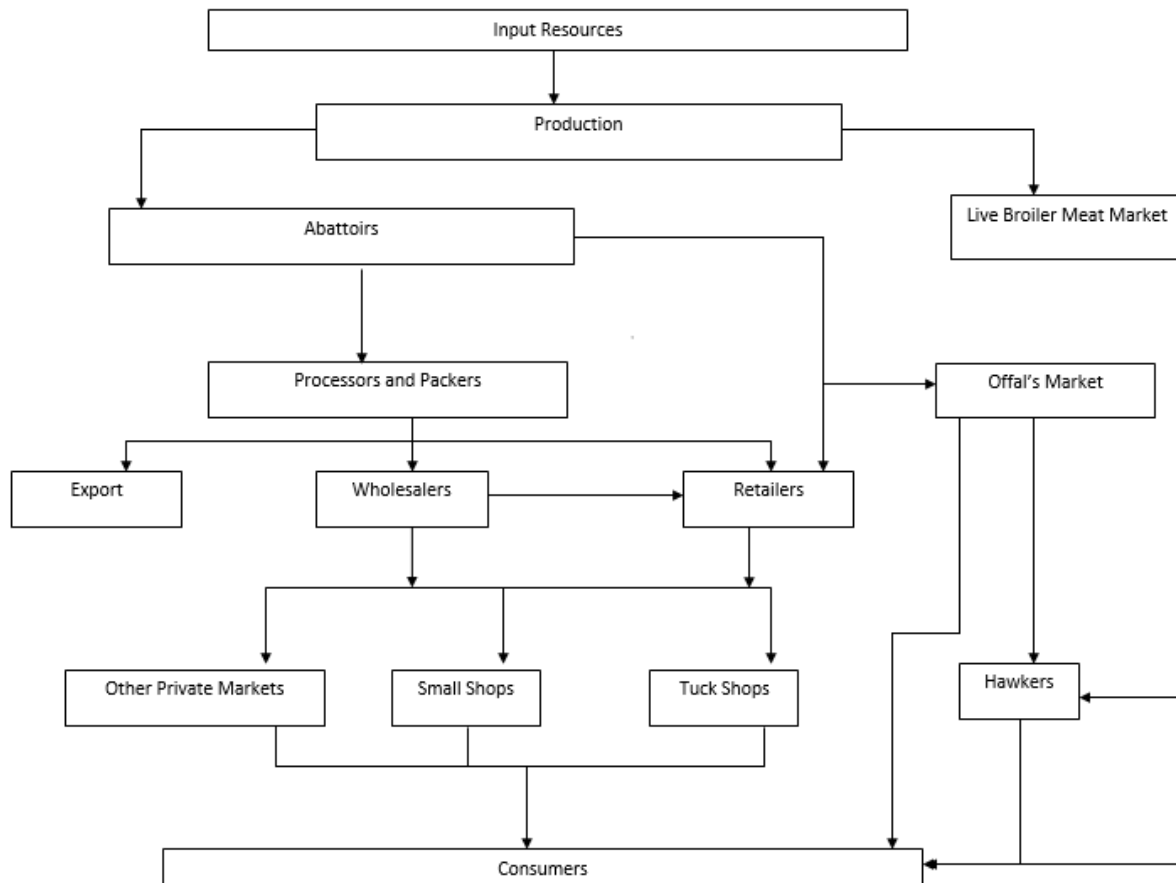 Input Resources
Production
Live Broiler Meat Market
Abattoirs
Processors and Packers
Offal's Market
Export
Wholesalers
Retailers
Other Private Markets
Small Shops
Tuck Shops
Hawkers
Consumers